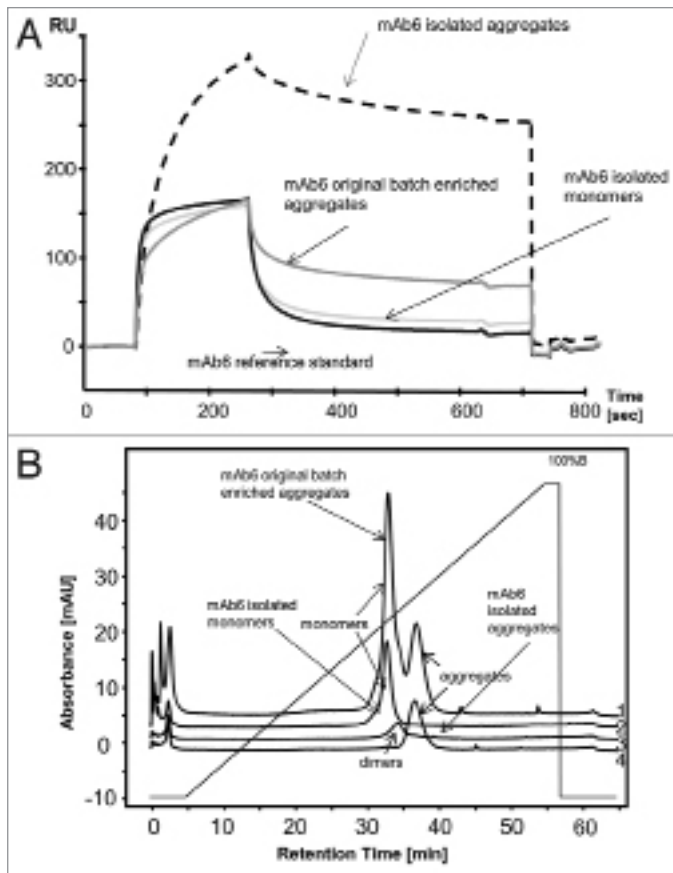 A
RU
mAb6 isolated aggregates
300
mAb6 original batch enriched
aggregates
mAb6 isolated
monomers
200
100
0
mAb6 reference standard
Time
[sec]
0
200
400
600
800
B
100%B
mAb6 original batch
enriched aggregates
mAb6 isolated
monomers
monomers
mAb6
isolated
aggregates
aggregates
dimers
Absorbance [mAU]
40
30
20
10
0
-10
4
0
10
20
30
40
50
60
Retention Time [min]